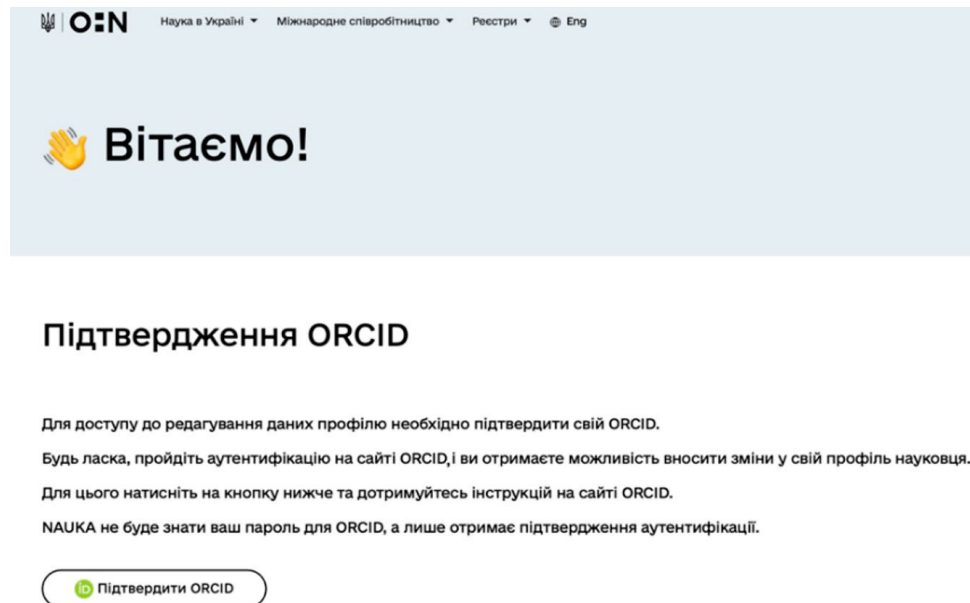 O:N Наука в Україні Міжнародне співробітництво Реєстри Eng
Вітаємо!
Підтвердження ORCID
Для доступу до редагування даних профілю необхідно підтвердити свій ORCID.
Будь ласка, пройдіть аутентифікацію на сайті ORCID,і ви отримаєте можливість вносити зміни у свій профіль науковця.
Для цього натисніть на кнопку нижче та дотримуйтесь інструкцій на сайті ORCID.
NAUKA не буде знати ваш пароль для ORCID, а лише отримає підтвердження аутентифікації.
iD Підтвердити ORCID